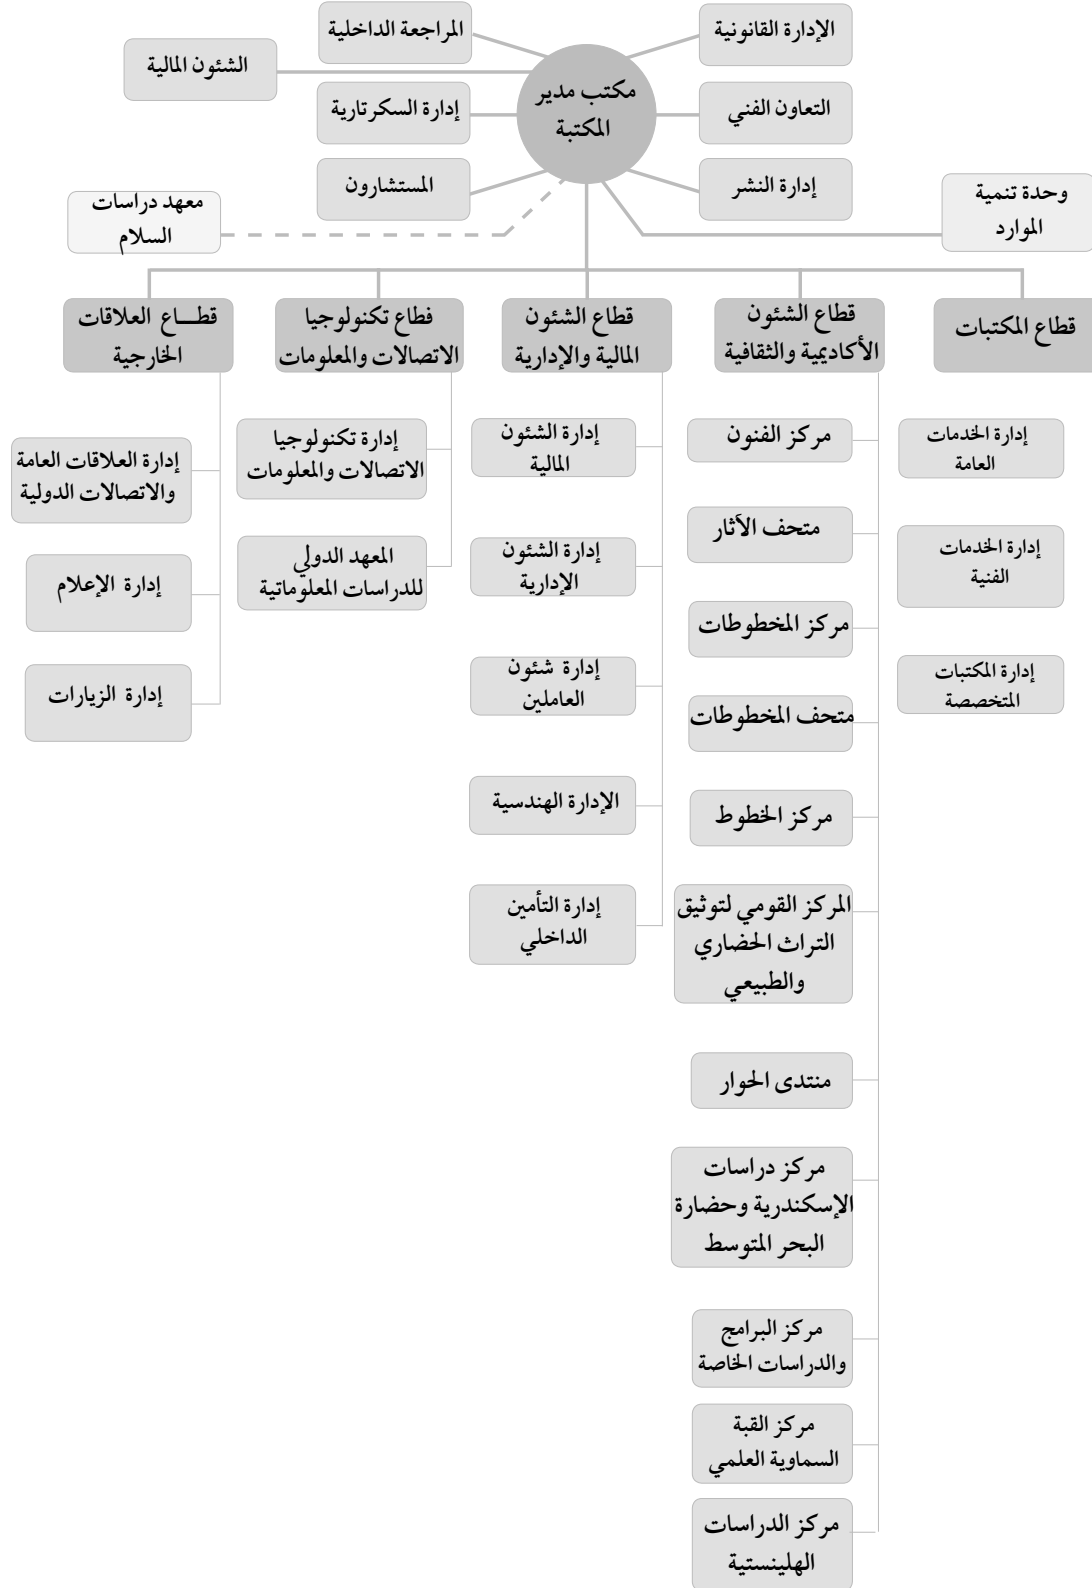 الإدارة القانونية
المراجعة الداخلية
الشئون المالية
مكتب مدير
المكتبة
التعاون الفني
إدارة السكرتارية
إدارة النشر
المستشارون
وحدة تنمية
الموارد
معهد دراسات
السلام
قطاع المكتبات
قطاع الشئون
الأكاديمية والثقافية
قطاع الشئون
المالية والإدارية
فطاع تكنولوجيا
الاتصالات والمعلومات
قطـــاع العلاقات
الخارجية
إدارة الخدمات
العامة
إدارة الخدمات
الفنية
إدارة المكتبات
المتخصصة
مركز الفنون
متحف الآثار
مركز المخطوطات
متحف المخطوطات
مركز الخطوط
المركز القومي لتوثيق
التراث الحضاري
والطبيعي
منتدى الحوار
مركز دراسات
الإسكندرية وحضارة
البحر المتوسط
مركز البرامج
والدراسات الخاصة
مركز القبة
السماوية العلمي
مركز الدراسات
الهلينستية
إدارة الشئون
المالية
إدارة الشئون
الإدارية
إدارة شئون
العاملين
الإدارة الهندسية
إدارة التأمين
الداخلي
إدارة تكنولوجيا
الاتصالات والمعلومات
المعهد الدولي
للدراسات المعلوماتية
إدارة العلاقات العامة
والاتصالات الدولية
إدارة الإعلام
إدارة الزيارات